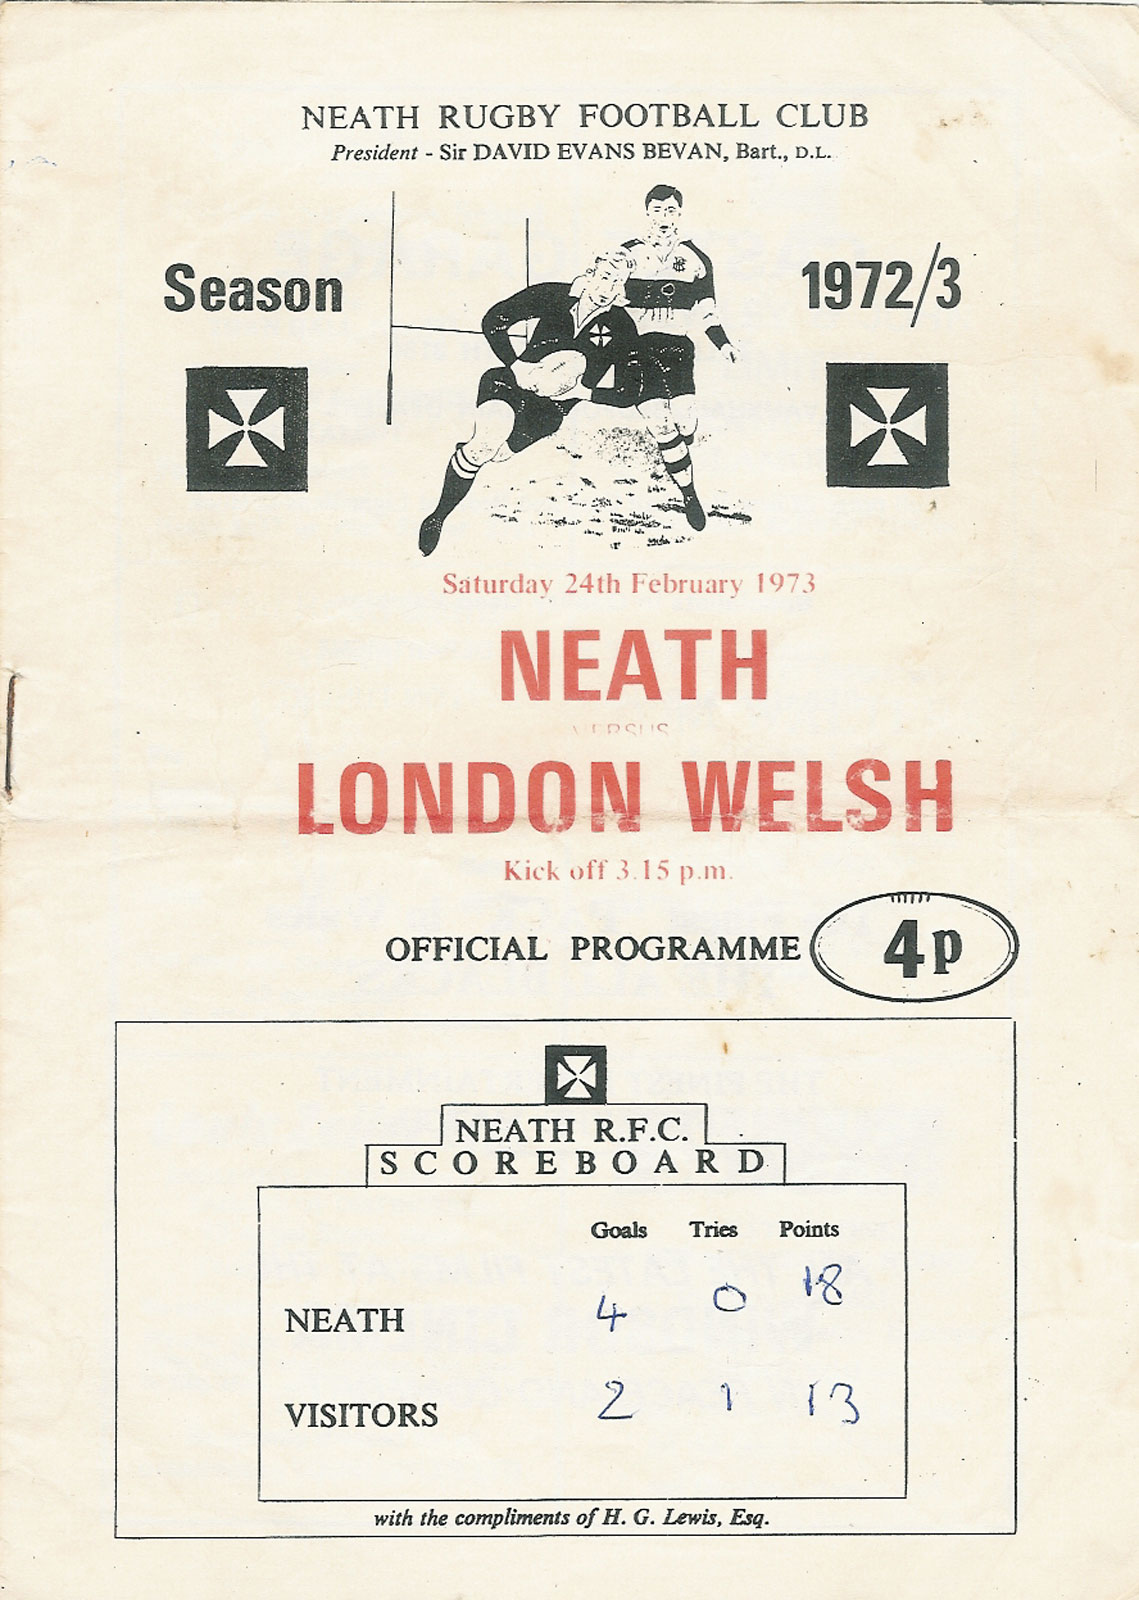 NEATH RUGBY FOOTBALL CLUB
President - Sir DAVID EVANS BEVAN, Bart., D.L.
Season 1972/3
Saturday 24th February 1973
NEATH
VERSUS
LONDON WELSH
Kick off 3.15 p.m.
OFFICIAL PROGRAMME 4p
NEATH R.F.C.
SCOREBOARD
Goals Tries Points
NEATH 4 0 18
VISITORS 2 1 13
with the compliments of H. G. Lewis, Esq.